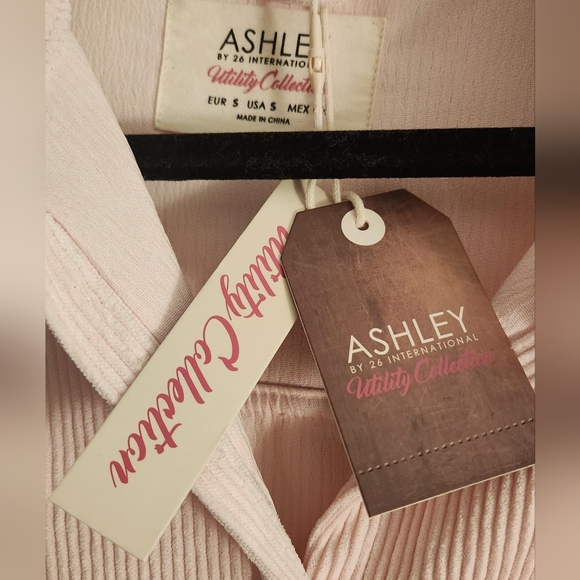 ASHLE
BY 26 INTERNATIONAL
Utility Collection
EUR S USA S MEX
MADE IN CHINA
Utility Collection
ASHLEY
BY 26 INTERNATIONAL
Utility Collection